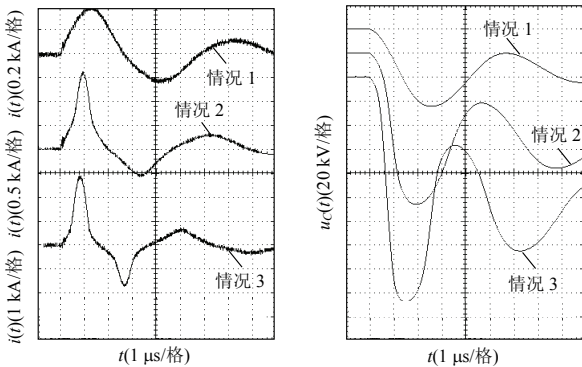 i(t)(0.2 kA/格)
i(t)(0.5 kA/格)
i(t)(1 kA/格)
情况 1
情况 2
情况 3
t(1 μs/格)
u_C(t)(20 kV/格)
情况 1
情况 2
情况 3
t(1 μs/格)